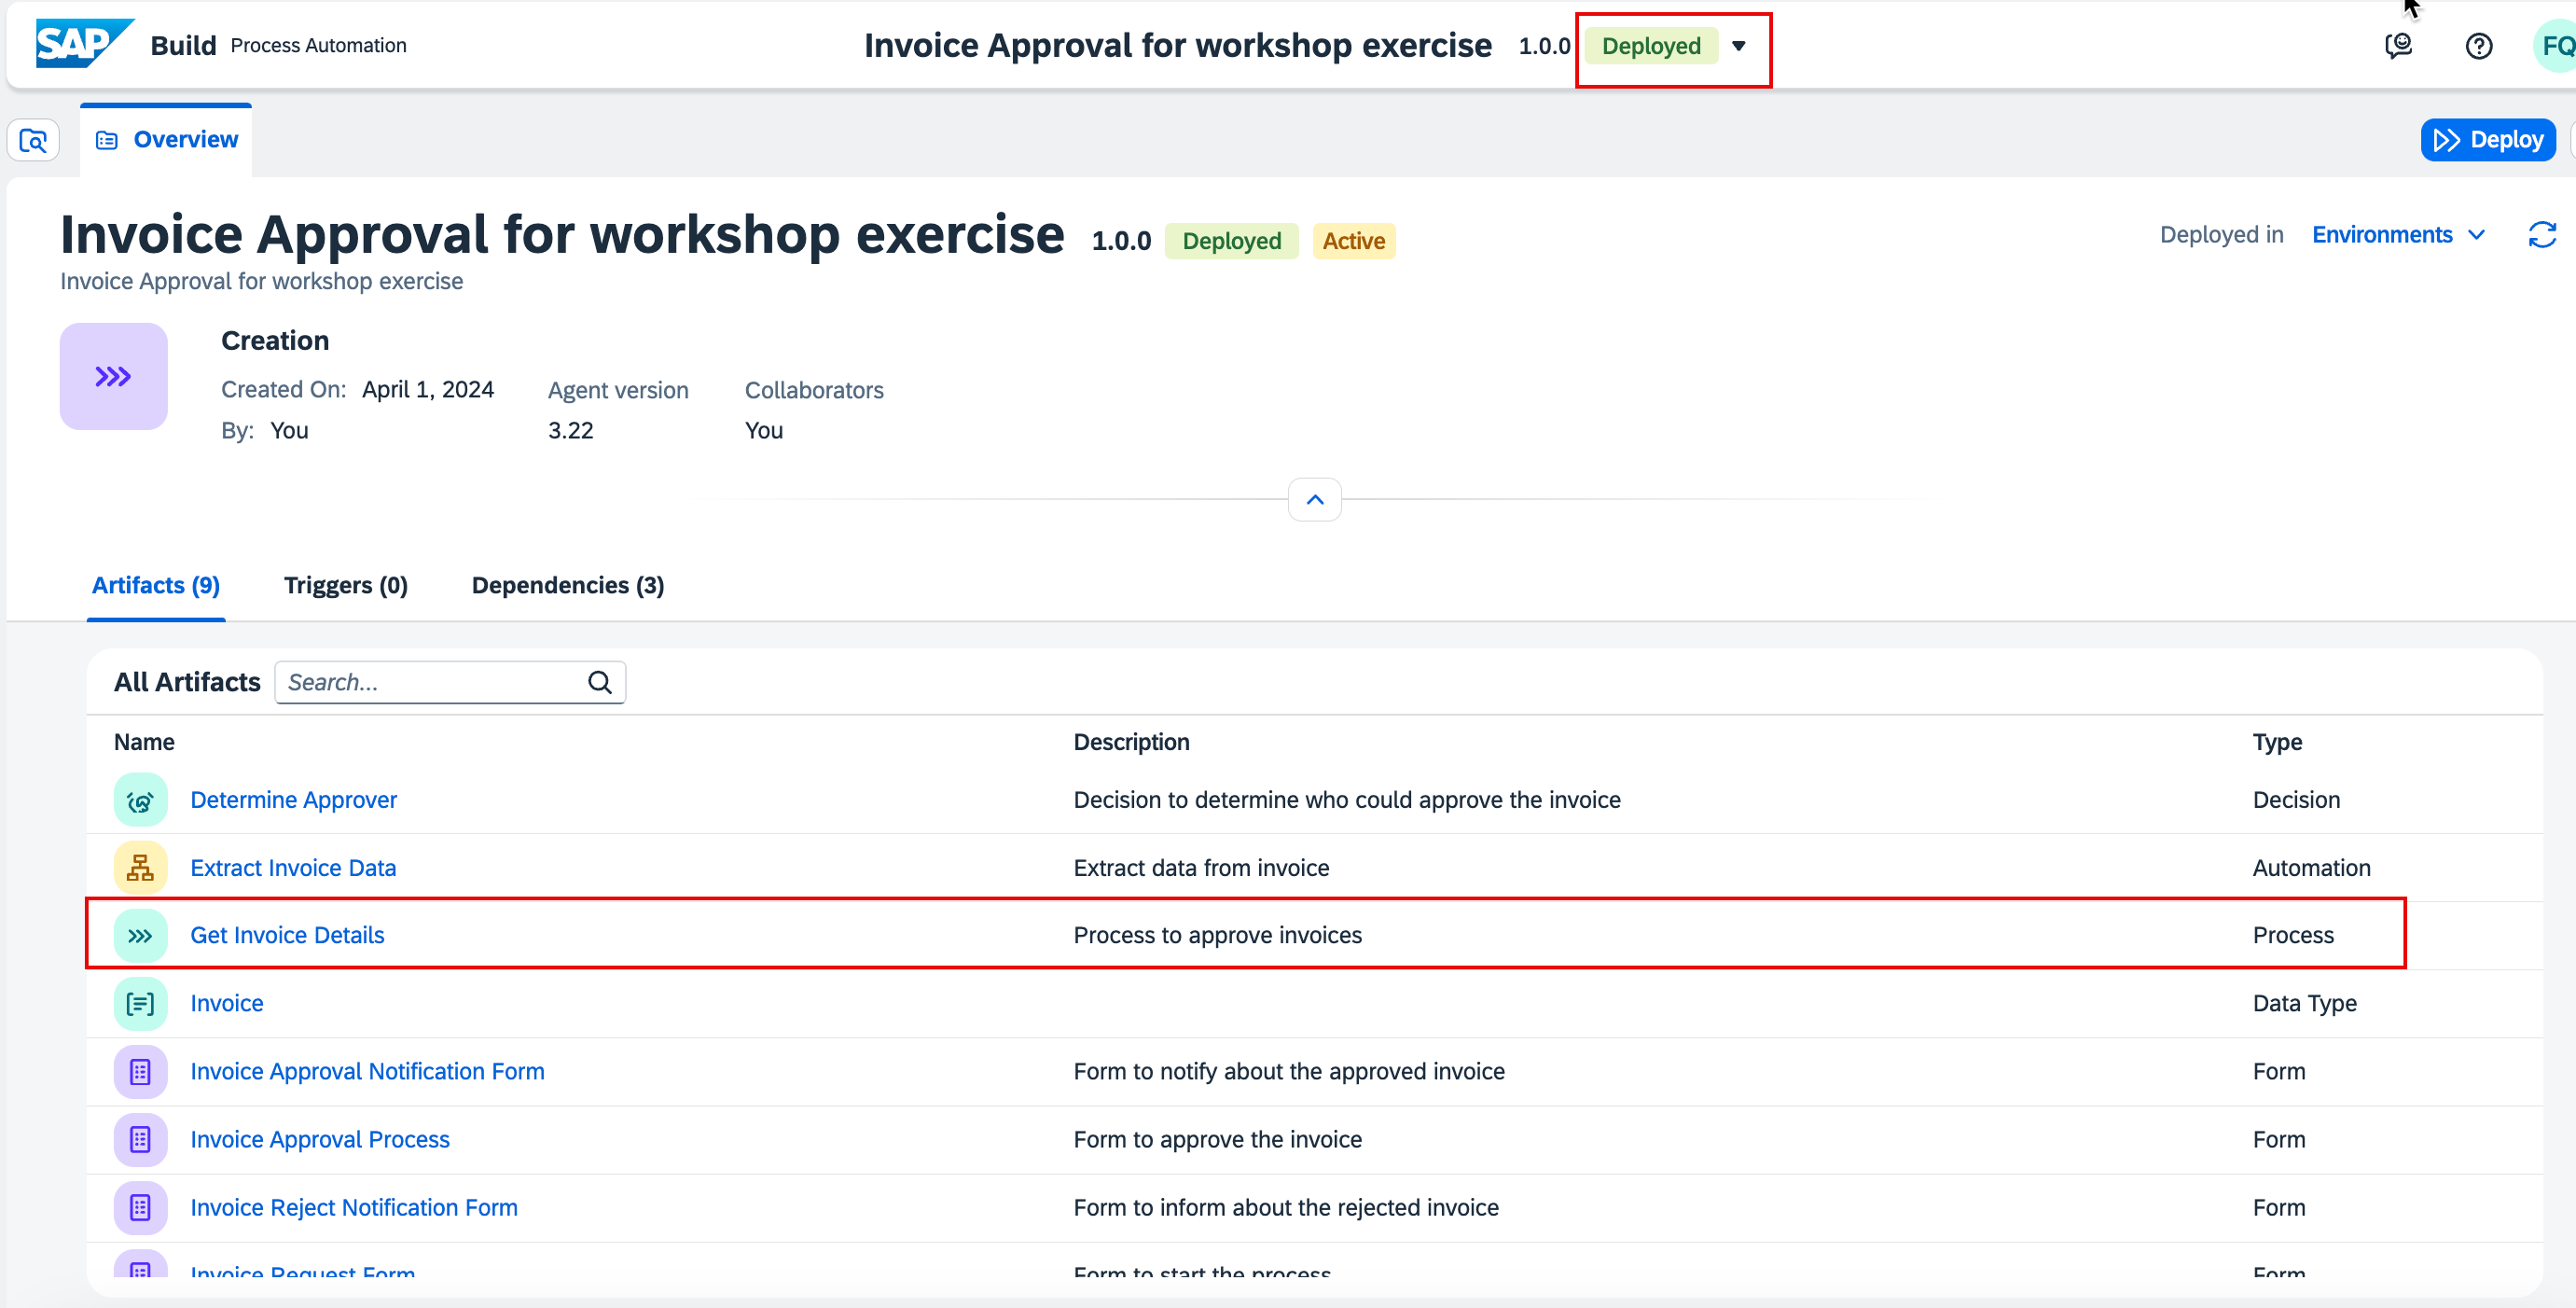 SAP Build Process Automation Invoice Approval for workshop exercise 1.0.0 Deployed FQ
Overview Deploy
Invoice Approval for workshop exercise 1.0.0 Deployed Active Deployed in Environments
Invoice Approval for workshop exercise
Creation
Created On: April 1, 2024 Agent version Collaborators
By: You 3.22 You
Artifacts (9) Triggers (0) Dependencies (3)
All Artifacts Search...
Name Description Type
Determine Approver Decision to determine who could approve the invoice Decision
Extract Invoice Data Extract data from invoice Automation
Get Invoice Details Process to approve invoices Process
Invoice Data Type
Invoice Approval Notification Form Form to notify about the approved invoice Form
Invoice Approval Process Form to approve the invoice Form
Invoice Reject Notification Form Form to inform about the rejected invoice Form
Invoice Request Form Form to start the process Form